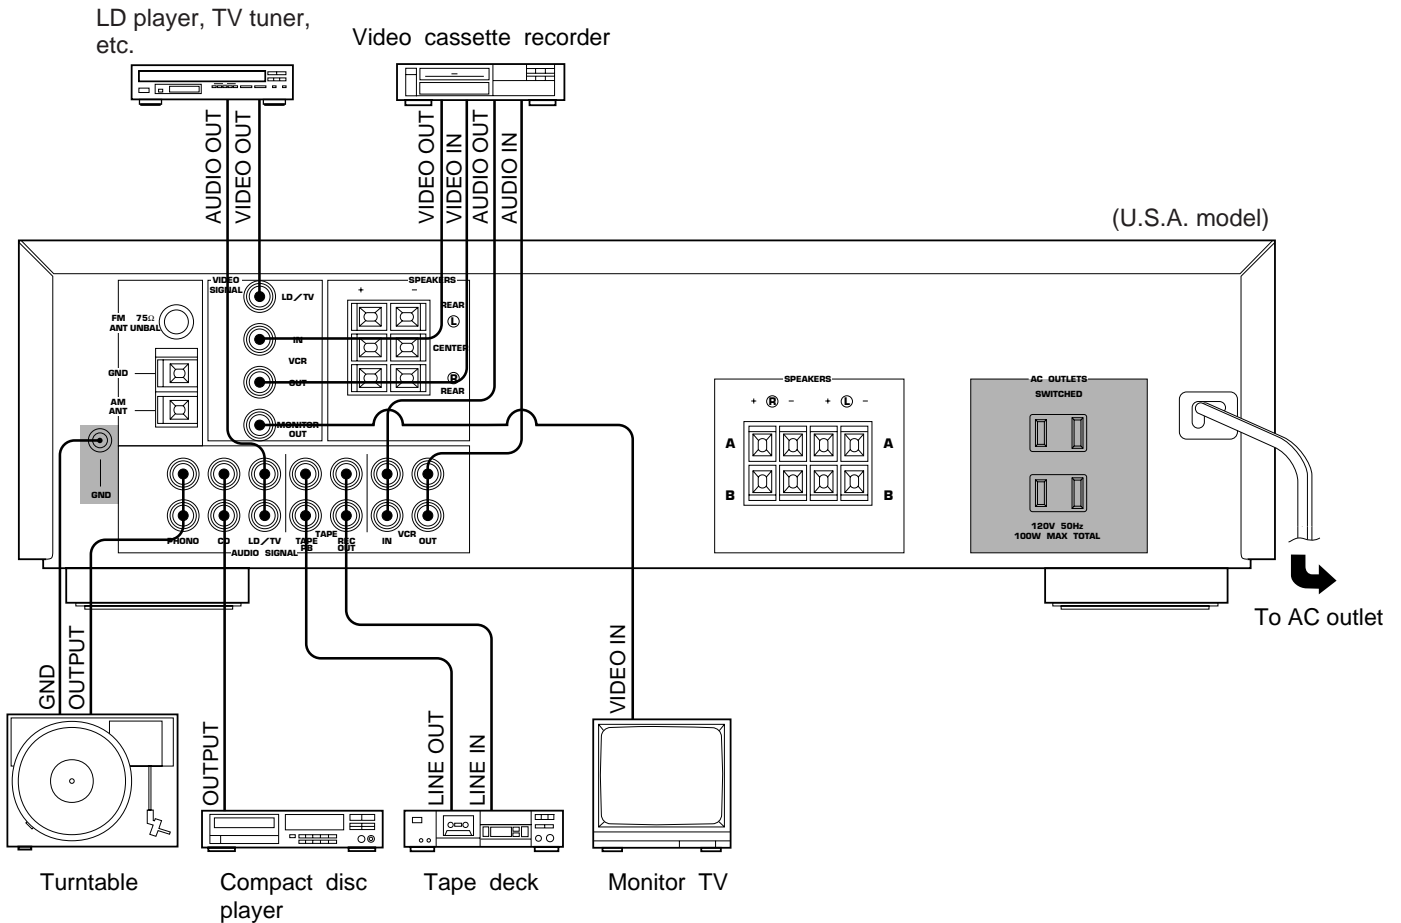 LD player, TV tuner,
etc.
Video cassette recorder
AUDIO OUT
VIDEO OUT
VIDEO OUT
VIDEO IN
AUDIO OUT
AUDIO IN
(U.S.A. model)
VIDEO
SIGNAL
LD/TV
IN
VCR
OUT
MONITOR
OUT
FM 75Ω
ANT UNBAL
GND
AM
ANT
GND
SPEAKERS
+ −
REAR
L
CENTER
R
REAR
SPEAKERS
+ R − + L −
A A
B B
AC OUTLETS
SWITCHED
120V 50Hz
100W MAX TOTAL
PHONO CD LD/TV TAPE PB TAPE REC OUT IN VCR OUT
AUDIO SIGNAL
To AC outlet
GND
OUTPUT
OUTPUT
LINE OUT
LINE IN
VIDEO IN
Turntable
Compact disc
player
Tape deck
Monitor TV